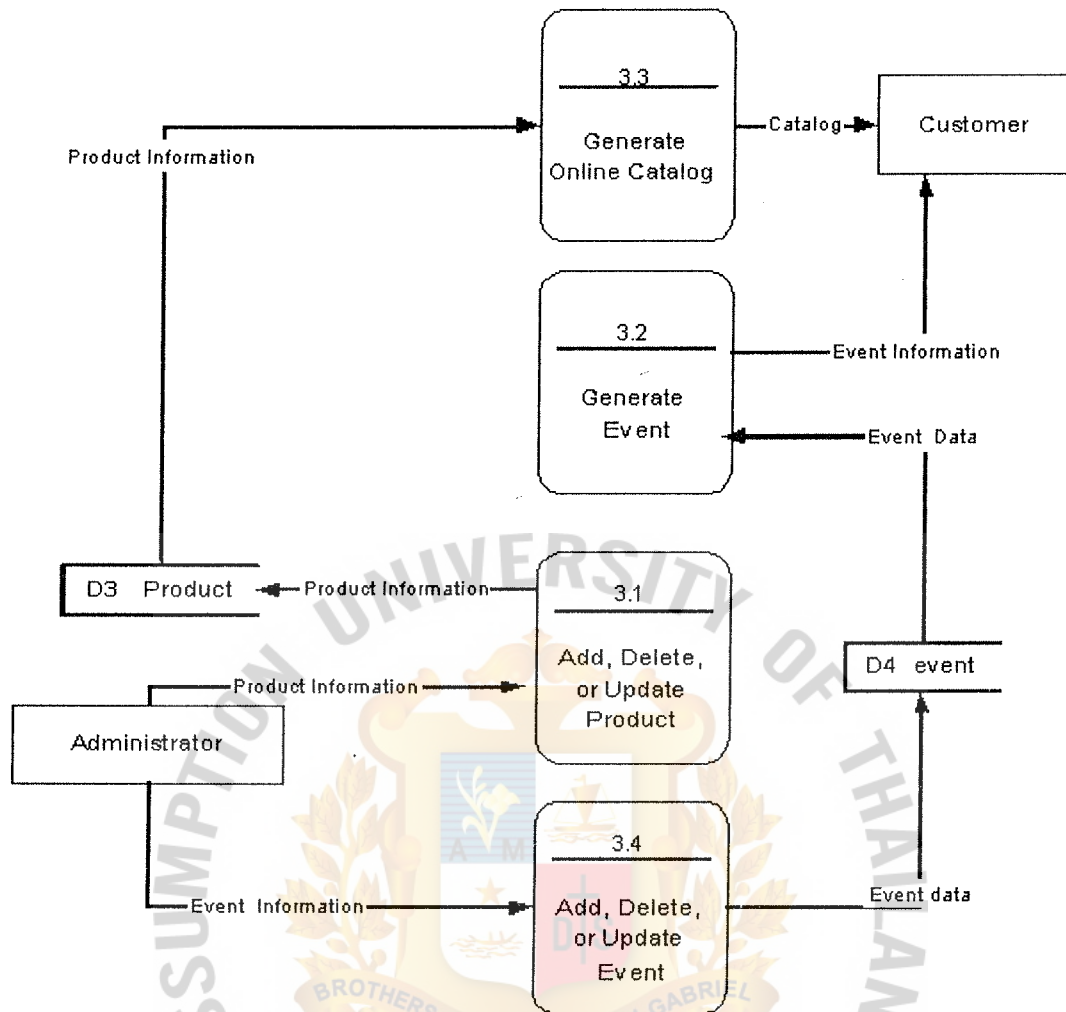 3.3
Generate
Online Catalog
Catalog
Customer
Product Information
3.2
Generate
Event
Event Information
Event Data
D3 Product
Product Information
3.1
Add, Delete,
or Update
Product
D4 event
Product Information
Administrator
3.4
Add, Delete,
or Update
Event
Event Information
Event data
UNIVERSITY OF
BROTHERS
GABRIEL
A M
D S